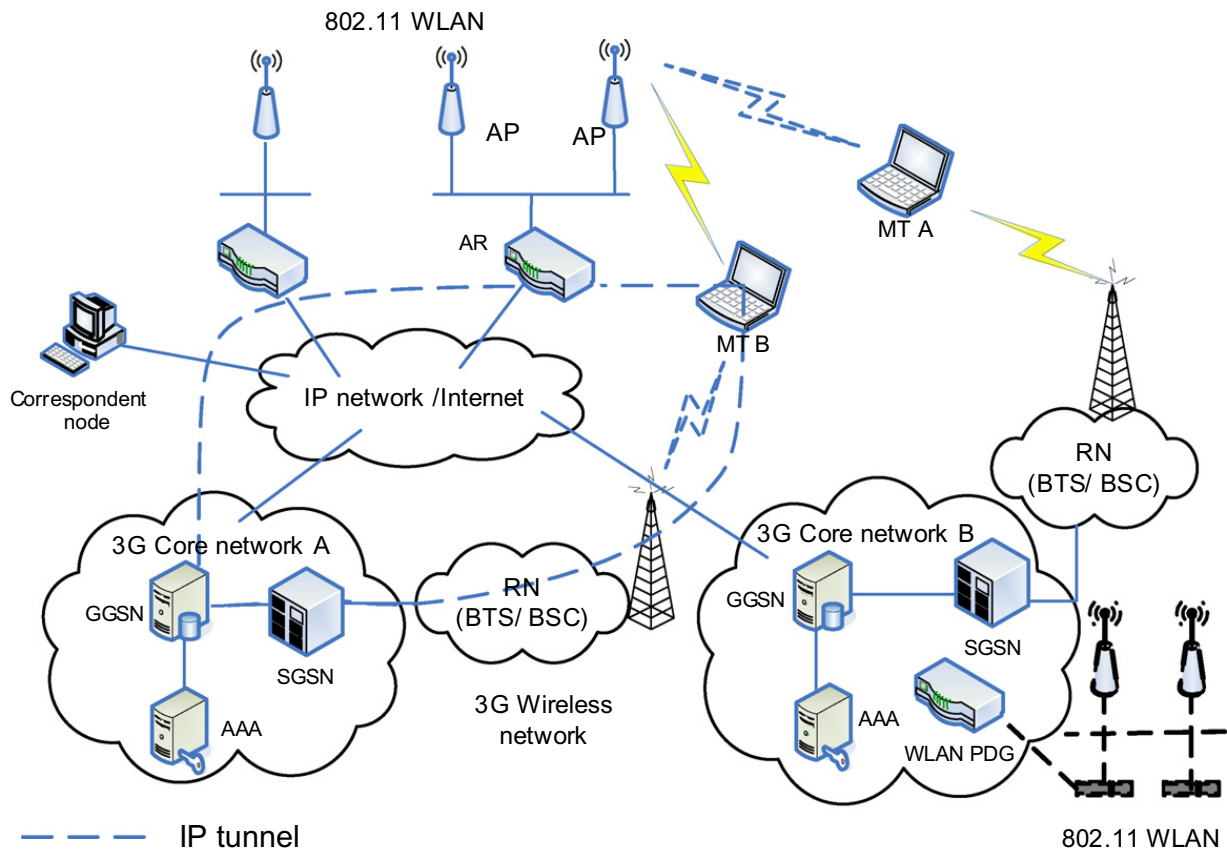 802.11 WLAN
AP
AP
MT A
AR
MT B
Correspondent
node
IP network /Internet
RN
(BTS/ BSC)
3G Core network A
GGSN
SGSN
AAA
RN
(BTS/ BSC)
3G Wireless
network
3G Core network B
GGSN
SGSN
AAA
WLAN PDG
IP tunnel
802.11 WLAN